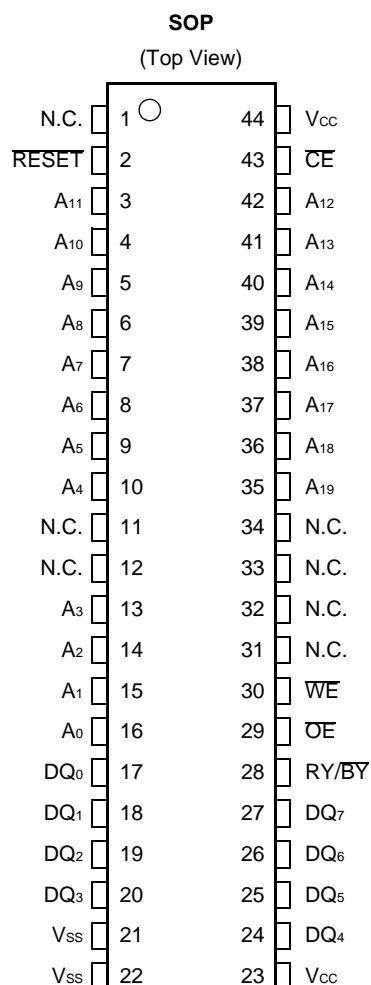 SOP
(Top View)
N.C. 1 44 Vcc
RESET 2 43 CE
A11 3 42 A12
A10 4 41 A13
A9 5 40 A14
A8 6 39 A15
A7 7 38 A16
A6 8 37 A17
A5 9 36 A18
A4 10 35 A19
N.C. 11 34 N.C.
N.C. 12 33 N.C.
A3 13 32 N.C.
A2 14 31 N.C.
A1 15 30 WE
A0 16 29 OE
DQ0 17 28 RY/BY
DQ1 18 27 DQ7
DQ2 19 26 DQ6
DQ3 20 25 DQ5
Vss 21 24 DQ4
Vss 22 23 Vcc